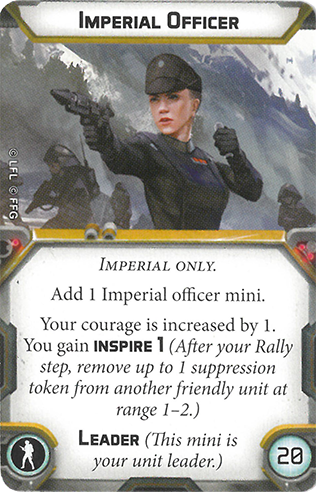 IMPERIAL OFFICER
© LFL © FFG
IMPERIAL ONLY.
Add 1 Imperial officer mini.
Your courage is increased by 1.
You gain INSPIRE 1 (After your Rally
step, remove up to 1 suppression
token from another friendly unit at
range 1–2.)
LEADER (This mini is
your unit leader.)
20